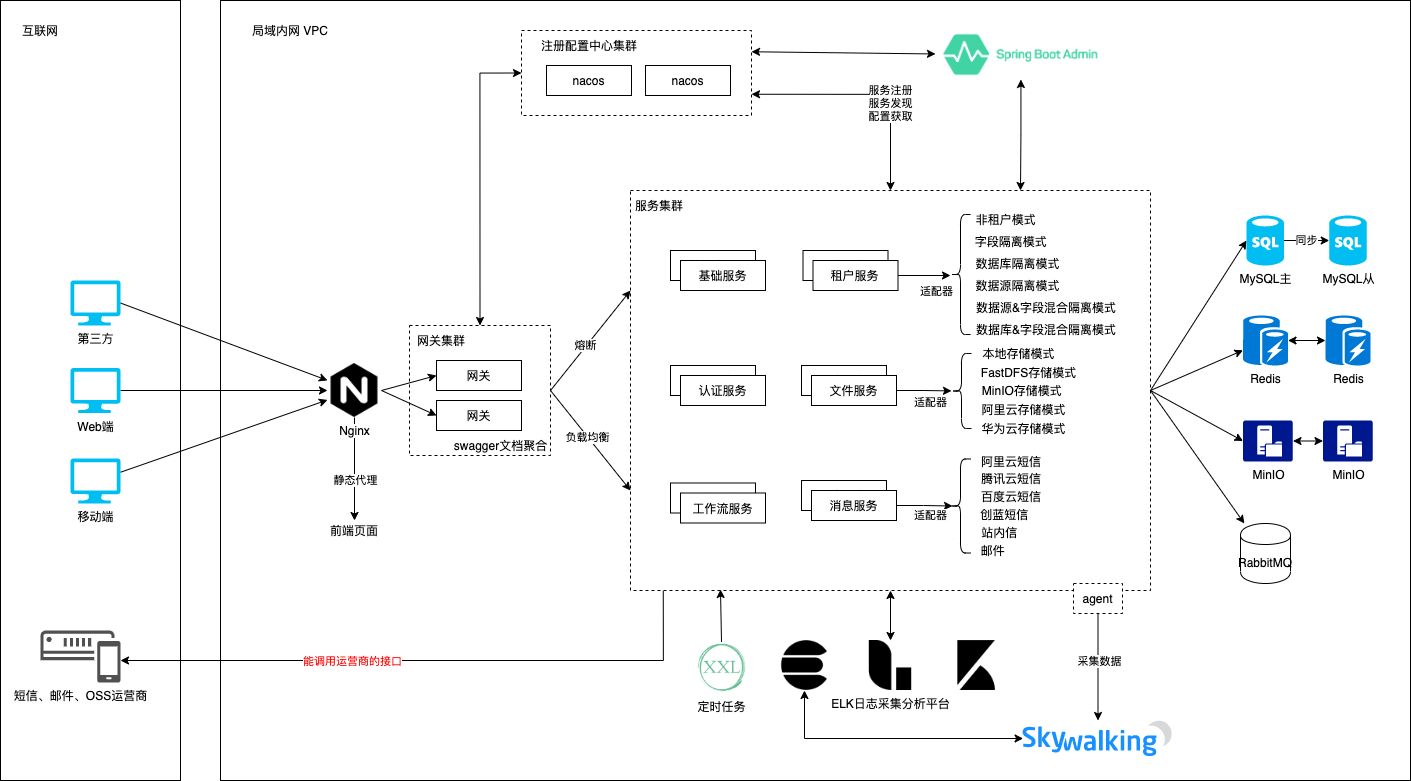 互联网
局域内网 VPC
注册配置中心集群
nacos
nacos
Spring Boot Admin
服务注册
服务发现
配置获取
服务集群
基础服务
租户服务
适配器
非租户模式
字段隔离模式
数据库隔离模式
数据源隔离模式
数据源&字段混合隔离模式
数据库&字段混合隔离模式
认证服务
文件服务
适配器
本地存储模式
FastDFS存储模式
MinIO存储模式
阿里云存储模式
华为云存储模式
工作流服务
消息服务
适配器
阿里云短信
腾讯云短信
百度云短信
创蓝短信
站内信
邮件
第三方
Web端
移动端
N
Nginx
静态代理
前端页面
网关集群
网关
网关
swagger文档聚合
熔断
负载均衡
SQL
同步
SQL
MySQL主
MySQL从
Redis
Redis
MinIO
MinIO
RabbitMQ
agent
采集数据
短信、邮件、OSS运营商
能调用运营商的接口
XXL
定时任务
ELK日志采集分析平台
Skywalking